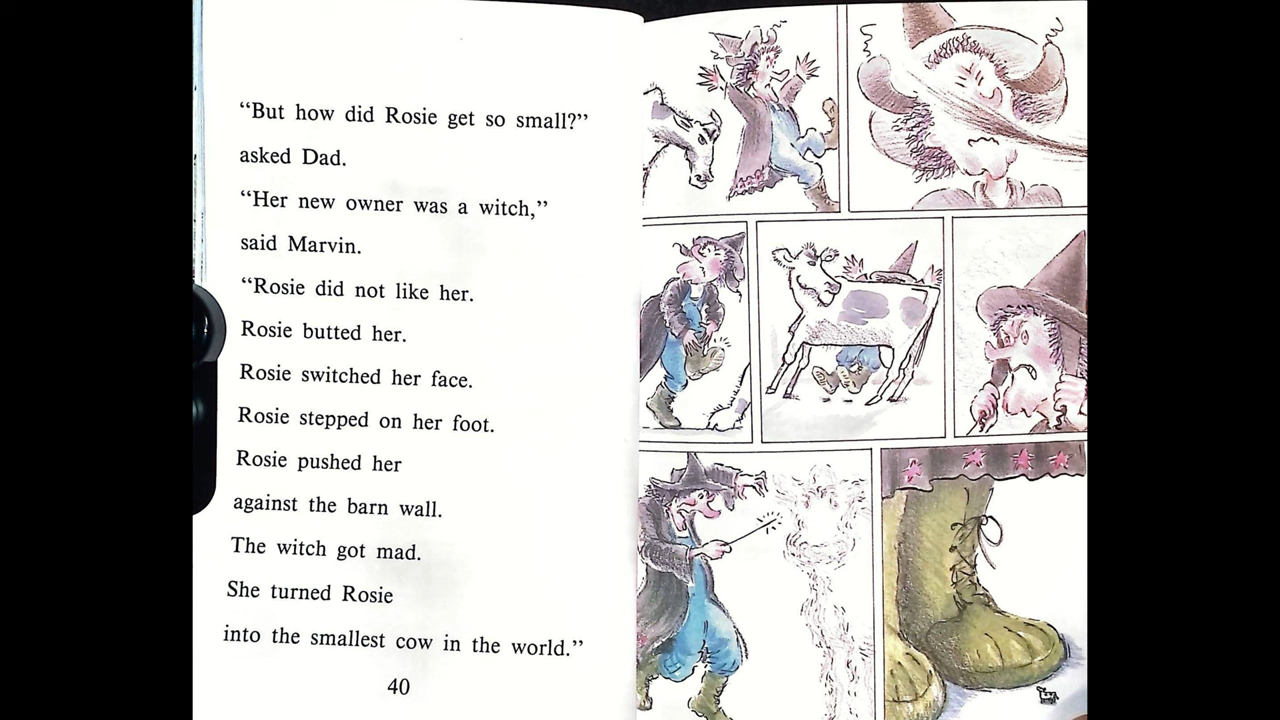 “But how did Rosie get so small?”
asked Dad.
“Her new owner was a witch,”
said Marvin.
“Rosie did not like her.
Rosie butted her.
Rosie switched her face.
Rosie stepped on her foot.
Rosie pushed her
against the barn wall.
The witch got mad.
She turned Rosie
into the smallest cow in the world.”
40